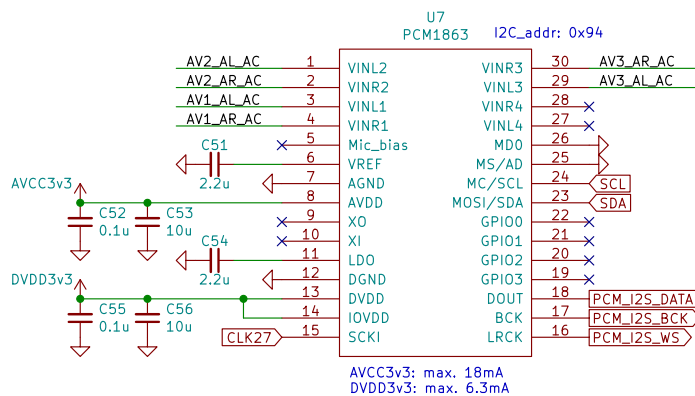 U7
PCM1863
I2C_addr: 0x94
AV2_AL_AC 1 VINL2 VINR3 30 AV3_AR_AC
AV2_AR_AC 2 VINR2 VINL3 29 AV3_AL_AC
AV1_AL_AC 3 VINL1 VINR4 28
AV1_AR_AC 4 VINR1 VINL4 27
5 Mic_bias MD0 26
C51 2.2u 6 VREF MS/AD 25
7 AGND MC/SCL 24 SCL
AVCC3v3 8 AVDD MOSI/SDA 23 SDA
C52 0.1u
C53 10u
9 XO GPIO0 22
10 XI GPIO1 21
C54 2.2u 11 LDO GPIO2 20
12 DGND GPIO3 19
DVDD3v3 13 DVDD DOUT 18 PCM_I2S_DATA
C55 0.1u
C56 10u
14 IOVDD BCK 17 PCM_I2S_BCK
CLK27 15 SCKI LRCK 16 PCM_I2S_WS
AVCC3v3: max. 18mA
DVDD3v3: max. 6.3mA